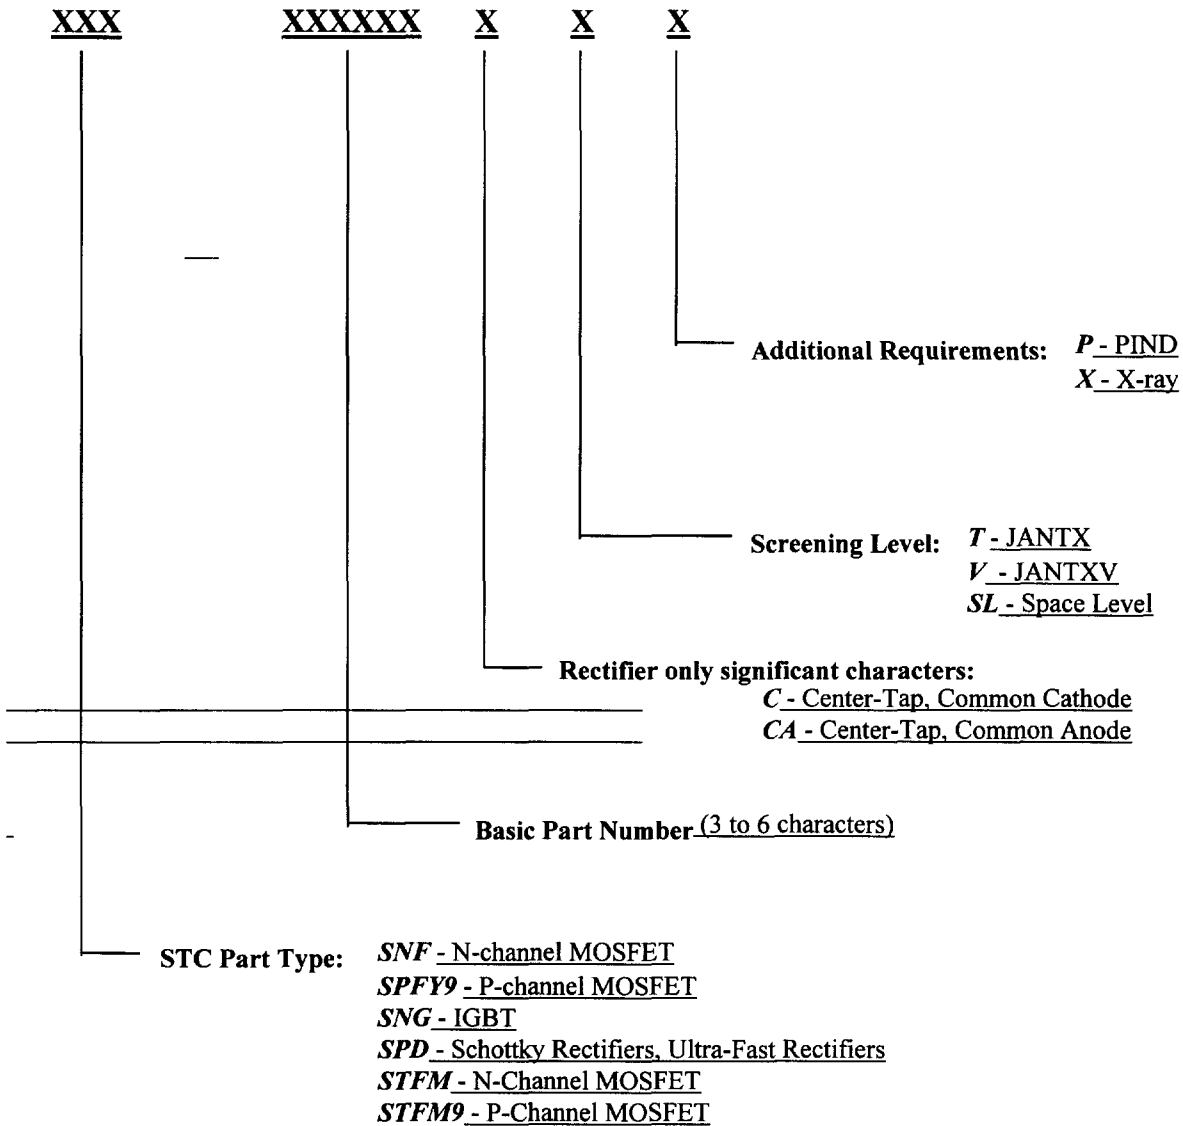 XXX XXXXXX X X X
Additional Requirements: P - PIND
X - X-ray
Screening Level: T - JANTX
V - JANTXV
SL - Space Level
Rectifier only significant characters:
C - Center-Tap, Common Cathode
CA - Center-Tap, Common Anode
Basic Part Number (3 to 6 characters)
STC Part Type: SNF - N-channel MOSFET
SPFY9 - P-channel MOSFET
SNG - IGBT
SPD - Schottky Rectifiers, Ultra-Fast Rectifiers
STFM - N-Channel MOSFET
STFM9 - P-Channel MOSFET